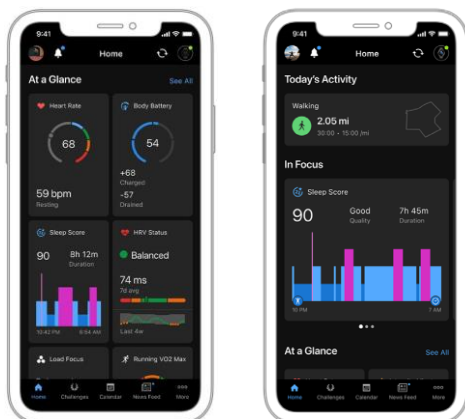 9:41
Home
At a Glance
See All
Heart Rate
68
59 bpm
Resting
Body Battery
54
+68
Charged
-57
Drained
Sleep Score
90
8h 12m
Duration
10:42 PM
6:54 AM
HRV Status
Balanced
74 ms
7d avg
Last 4w
Load Focus
Running VO2 Max
Home
Challenges
Calendar
News Feed
More
9:41
Home
Today's Activity
Walking
2.05 mi
30:00 • 15:00 /mi
In Focus
Sleep Score
90
Good
Quality
7h 45m
Duration
10 PM
7 AM
At a Glance
See All
Home
Challenges
Calendar
News Feed
More